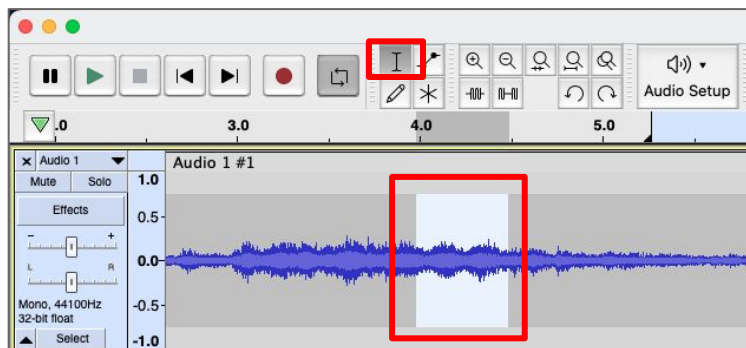 Audio Setup
.0 3.0 4.0 5.0
× Audio 1
Audio 1 #1
Mute Solo
1.0
Effects
0.5
- +
0.0
L R
Mono, 44100Hz
-0.5
32-bit float
Select
-1.0